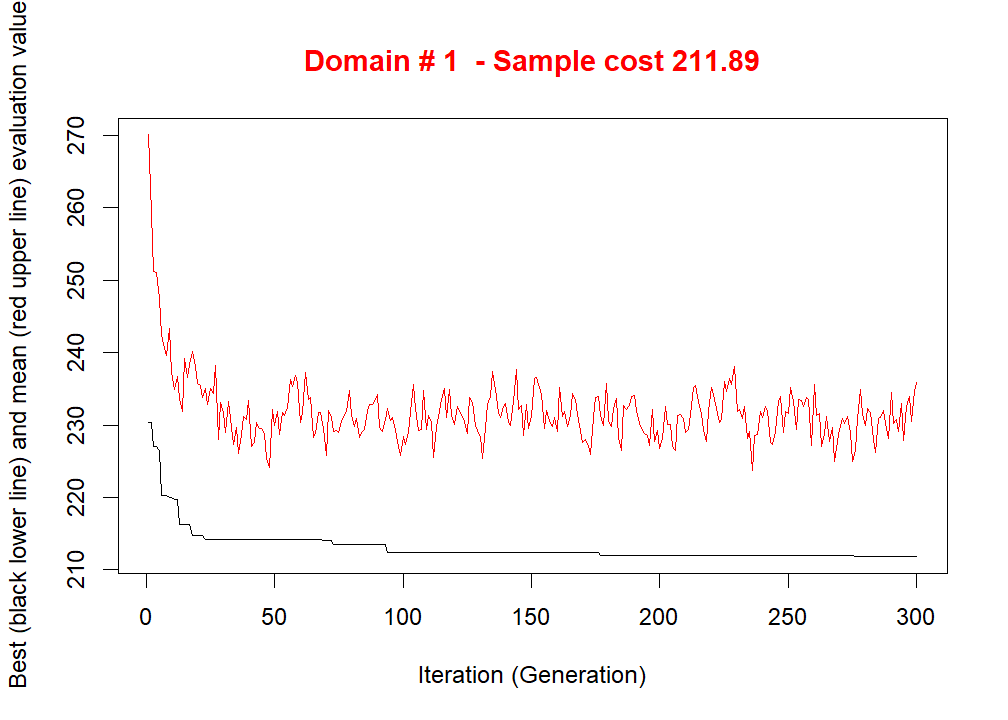 Domain # 1  - Sample cost 211.89
Best (black lower line) and mean (red upper line) evaluation value
270
260
250
240
230
220
210
0 50 100 150 200 250 300
Iteration (Generation)